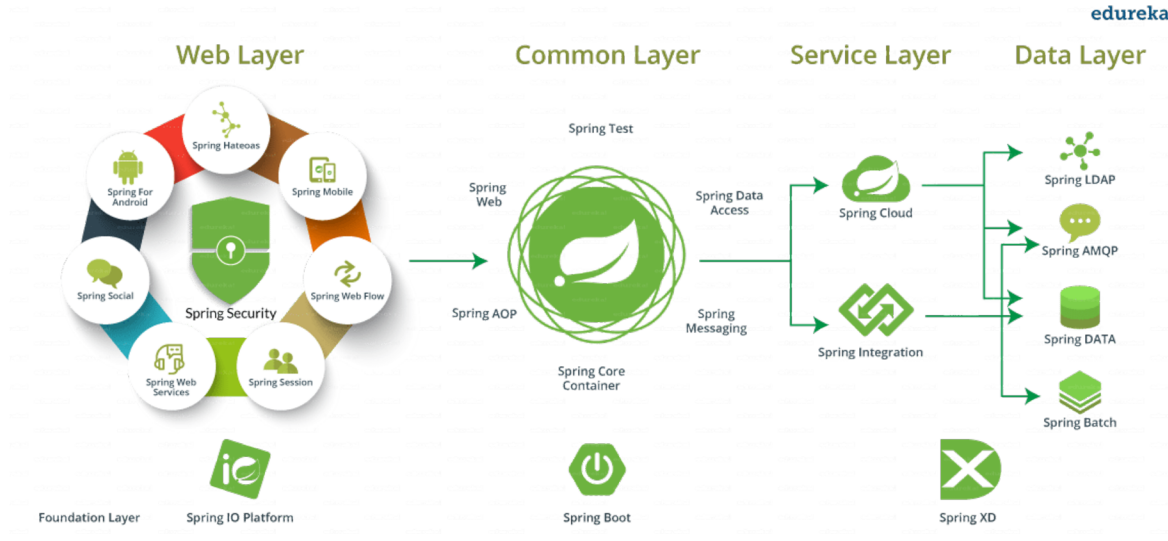 edureka
Web Layer
Common Layer
Service Layer
Data Layer
Spring Hateoas
Spring For
Android
Spring Mobile
Spring Social
Spring Security
Spring Web Flow
Spring Web
Services
Spring Session
Spring Test
Spring
Web
Spring Data
Access
Spring AOP
Spring
Messaging
Spring Core
Container
Spring Cloud
Spring Integration
Spring LDAP
Spring AMQP
Spring DATA
Spring Batch
io
Foundation Layer
Spring IO Platform
Spring Boot
Spring XD